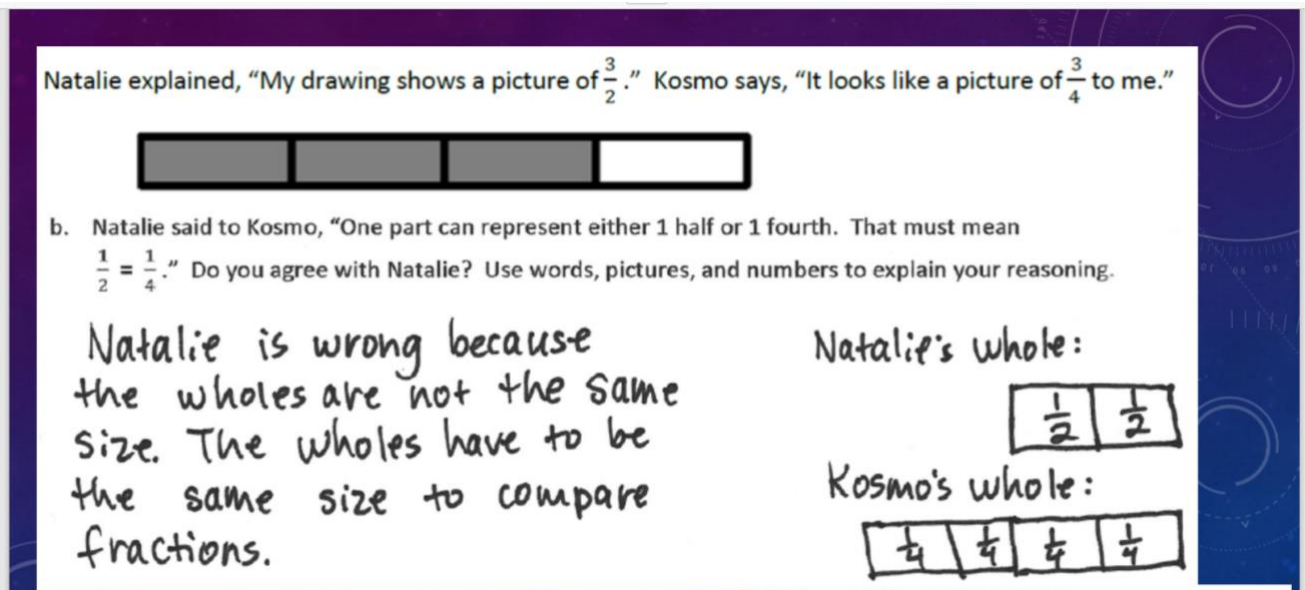 Natalie explained, “My drawing shows a picture of 3/2.” Kosmo says, “It looks like a picture of 3/4 to me.”
b. Natalie said to Kosmo, “One part can represent either 1 half or 1 fourth. That must mean
1/2 = 1/4.” Do you agree with Natalie? Use words, pictures, and numbers to explain your reasoning.
Natalie is wrong because
the wholes are not the same
size. The wholes have to be
the same size to compare
fractions.
Natalie's whole:
1/2 1/2
Kosmo's whole:
1/4 1/4 1/4 1/4